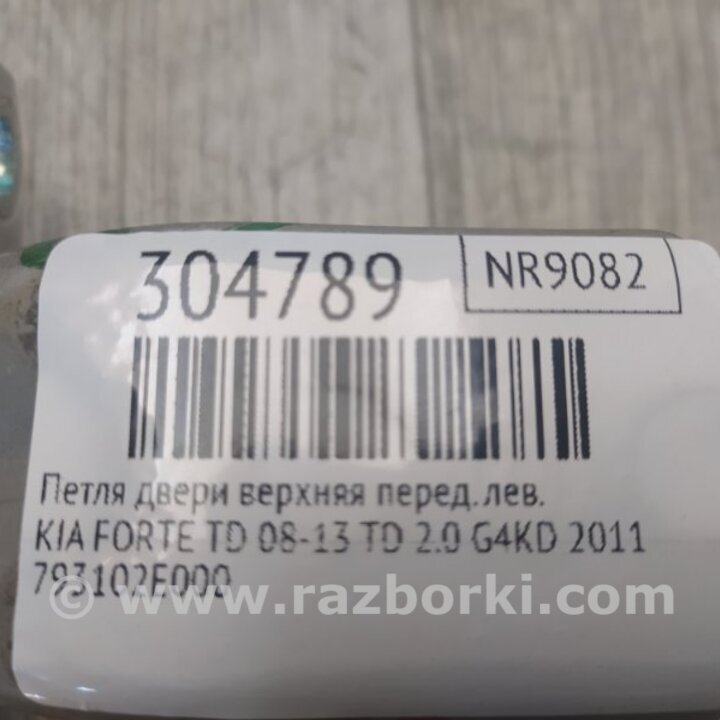 304789
NR9082
Петля двери верхняя перед.лев.
KIA FORTE TD 08-13 TD 2.0 G4KD 2011
793102E000
© www.razborki.com